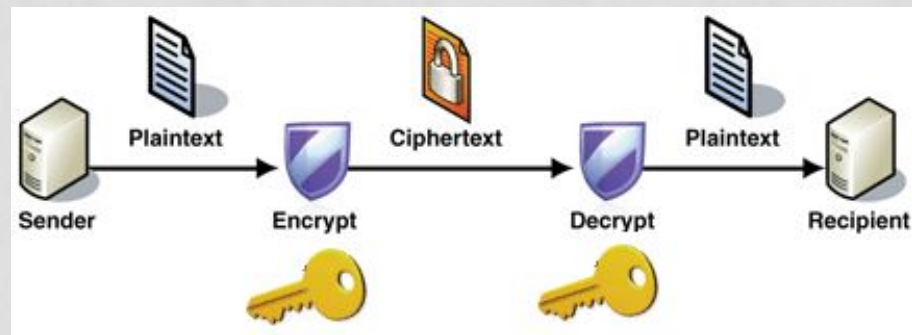 Plaintext
Ciphertext
Plaintext
Sender
Encrypt
Decrypt
Recipient